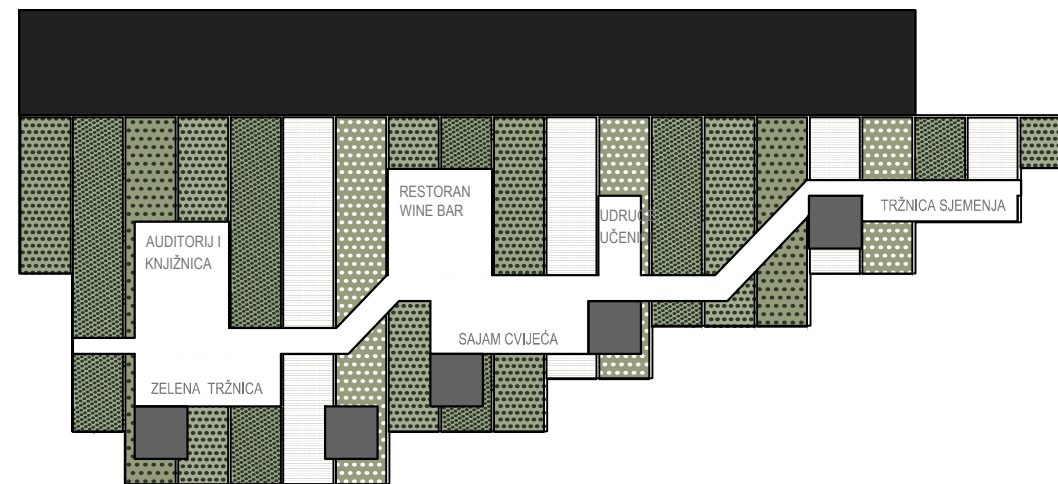 AUDITORIJ I
KNJIŽNICA
ZELENA TRŽNICA
RESTORAN
WINE BAR
SAJAM CVIJEĆA
TRŽNICA SJEMENJA